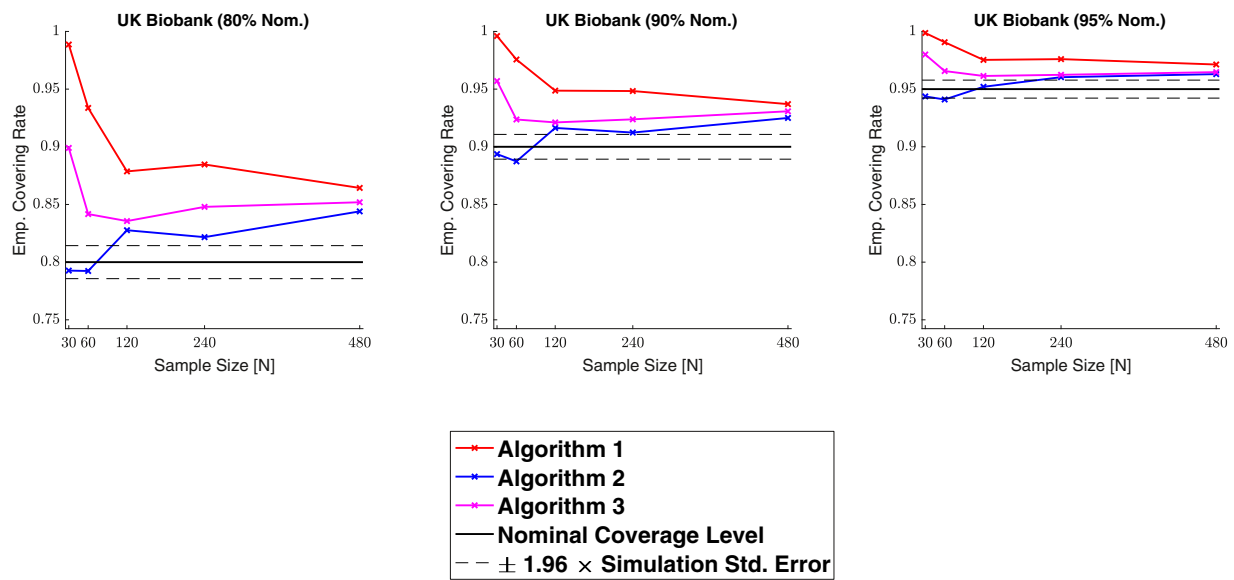 UK Biobank (80% Nom.)
1
0.95
0.9
0.85
0.8
0.75
Emp. Covering Rate
30 60 120 240 480
Sample Size [N]
UK Biobank (90% Nom.)
1
0.95
0.9
0.85
0.8
0.75
Emp. Covering Rate
30 60 120 240 480
Sample Size [N]
UK Biobank (95% Nom.)
1
0.95
0.9
0.85
0.8
0.75
Emp. Covering Rate
30 60 120 240 480
Sample Size [N]
Algorithm 1
Algorithm 2
Algorithm 3
Nominal Coverage Level
± 1.96 × Simulation Std. Error